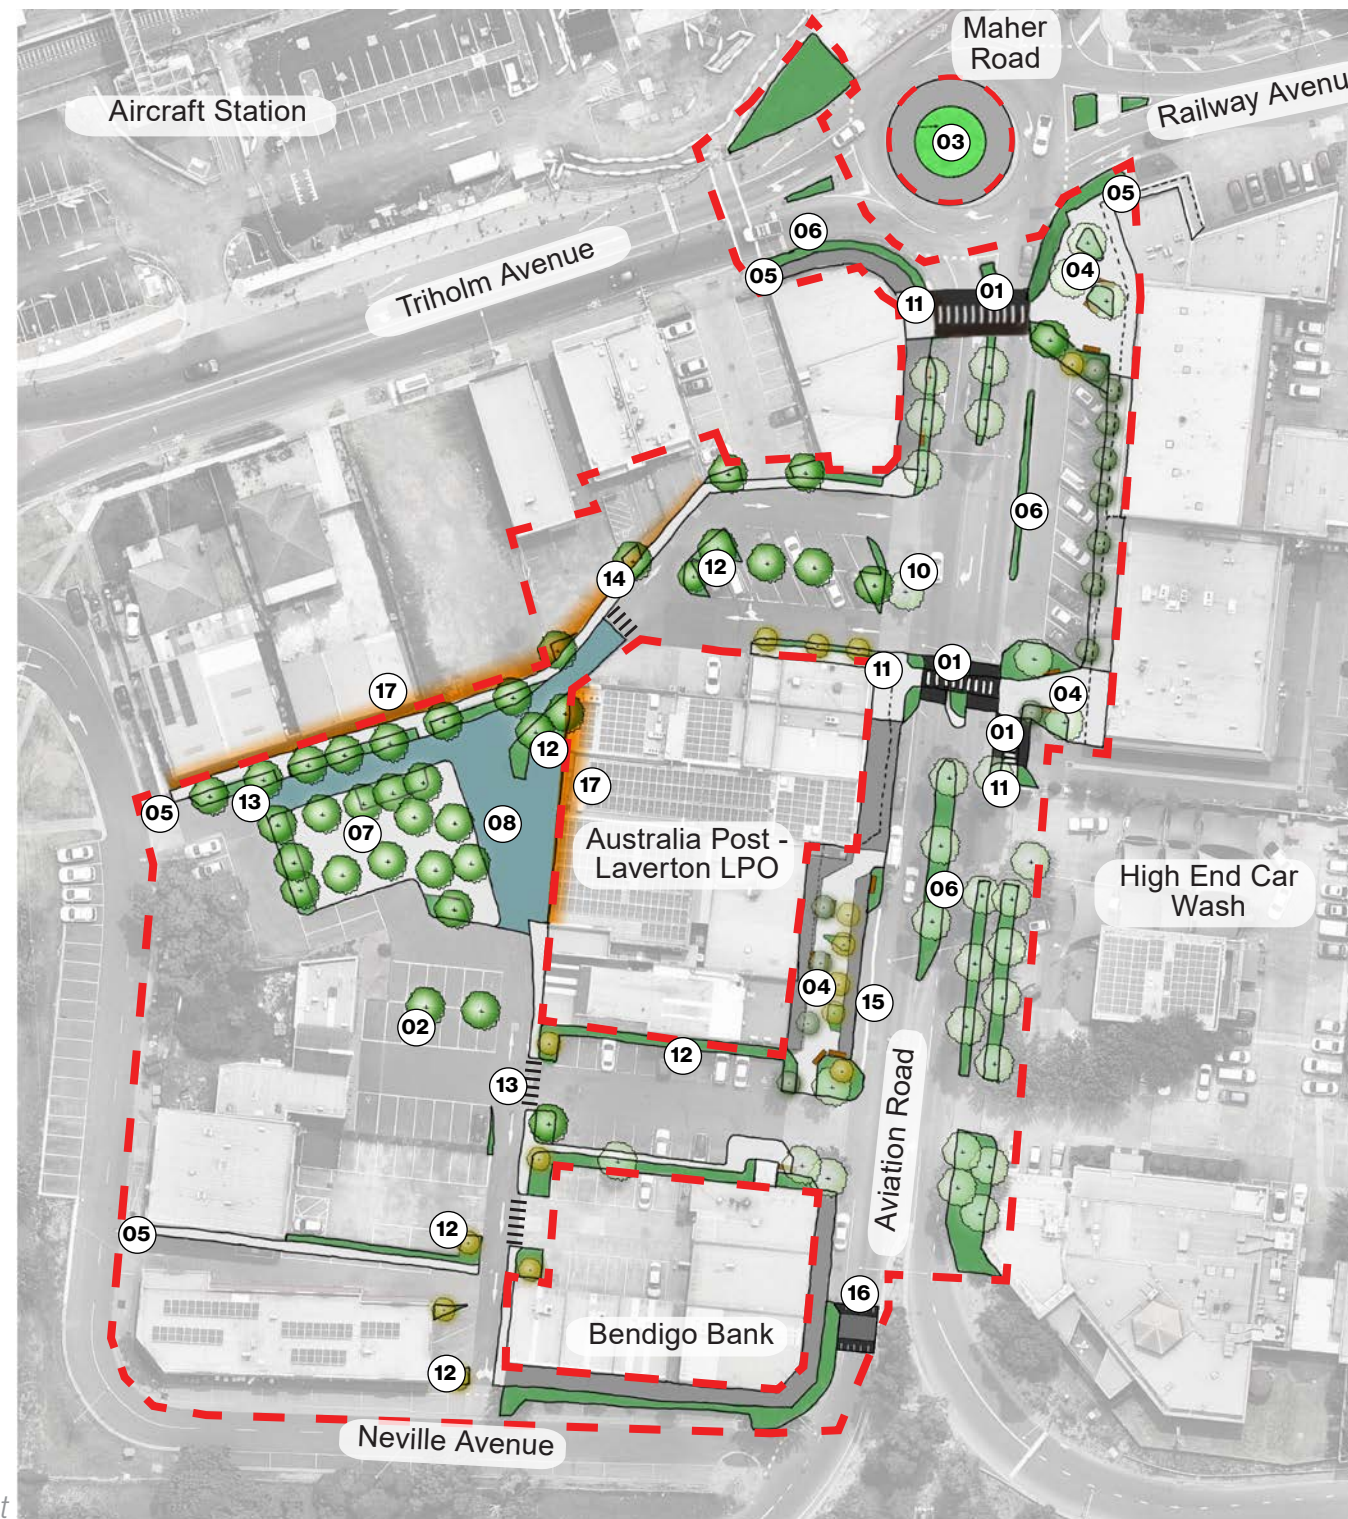 Maher
Road
Aircraft Station
Railway Avenu
03
05
06
04
05
Triholm Avenue
01
11
06
12
10
14
01
11
17
04
01
12
05
13
17
11
07
08
Australia Post -
Laverton LPO
06
High End Car
Wash
04
15
02
12
13
Aviation Road
12
05
16
Bendigo Bank
12
Neville Avenue
t